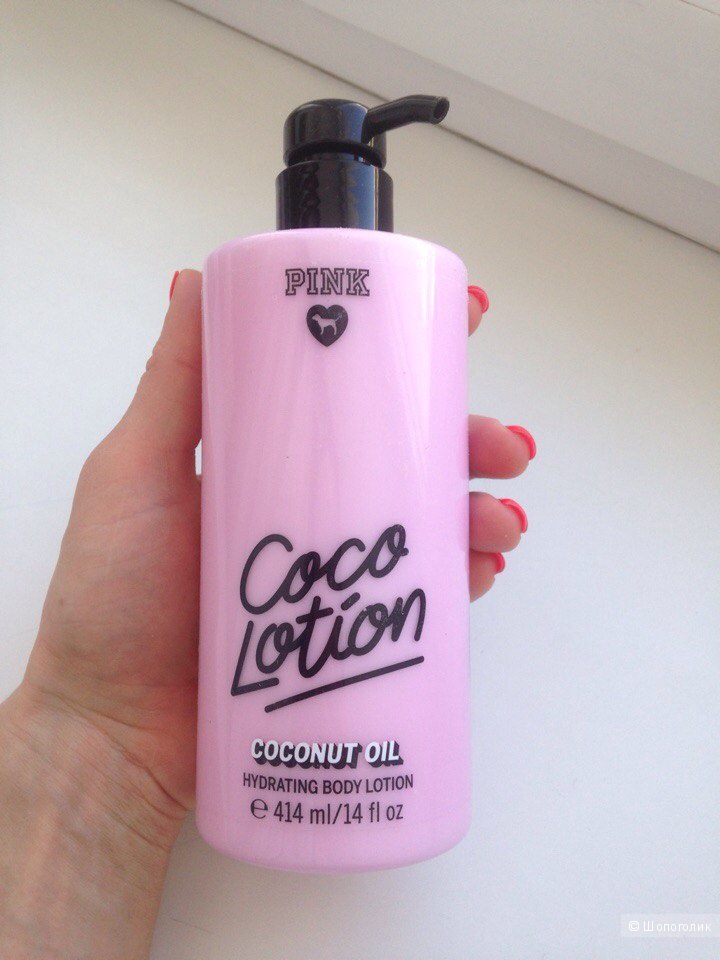 PINK
Coco
Lotion
COCONUT OIL
HYDRATING BODY LOTION
℮ 414 ml/14 fl oz
© Шопоголик